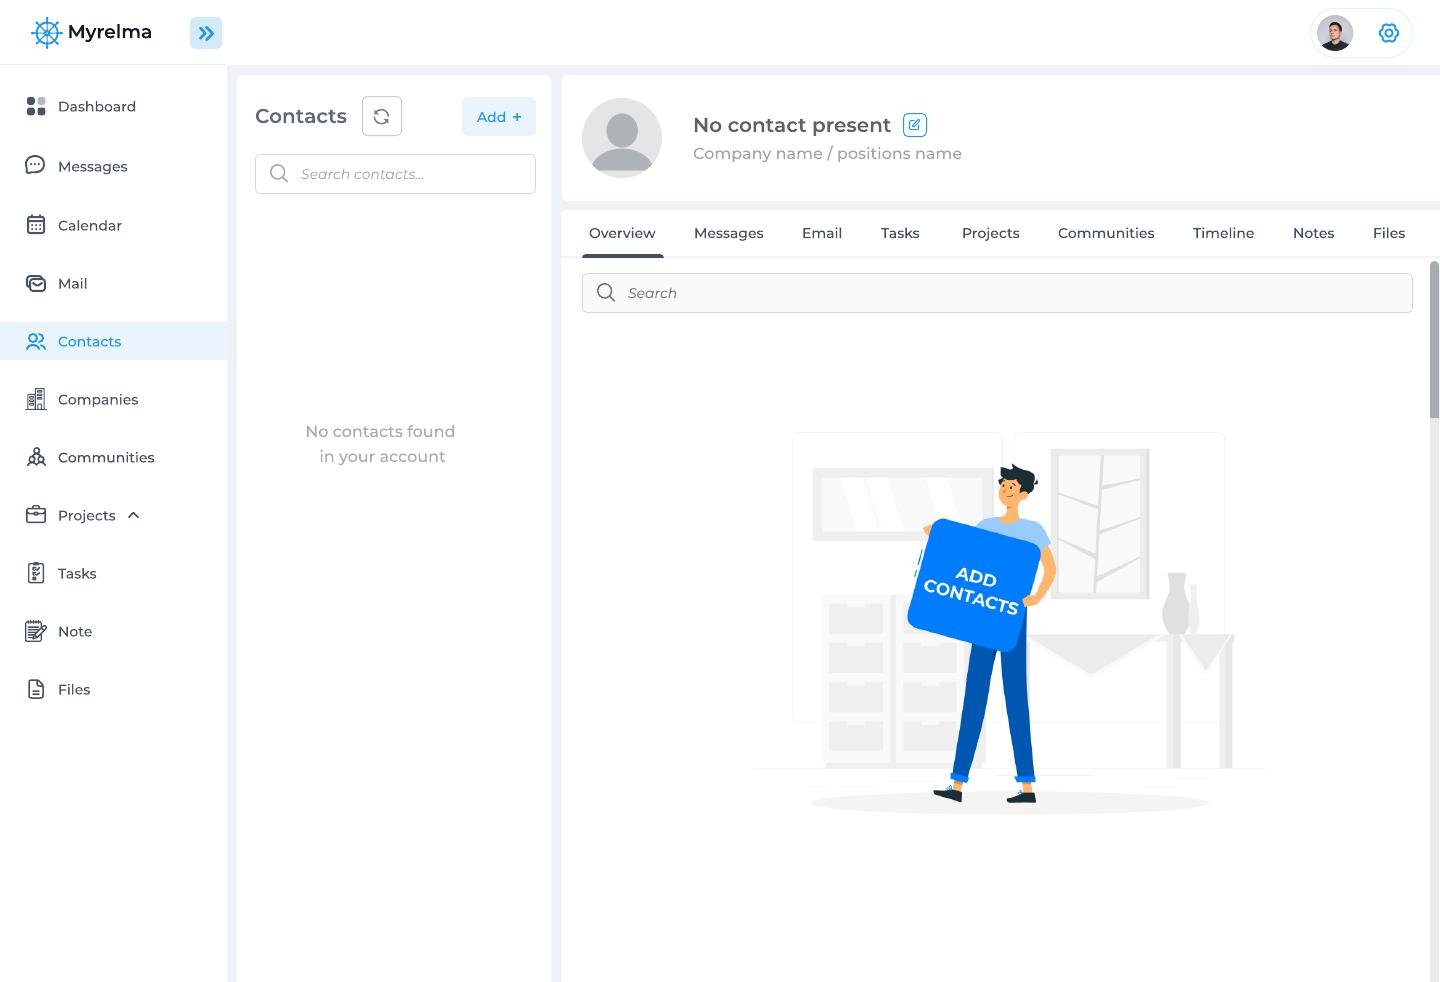 Myrelma
Dashboard
Messages
Calendar
Mail
Contacts
Companies
Communities
Projects
Tasks
Note
Files
Contacts
Add +
Search contacts...
No contacts found
in your account
No contact present
Company name / positions name
Overview Messages Email Tasks Projects Communities Timeline Notes Files
Search
ADD
CONTACTS